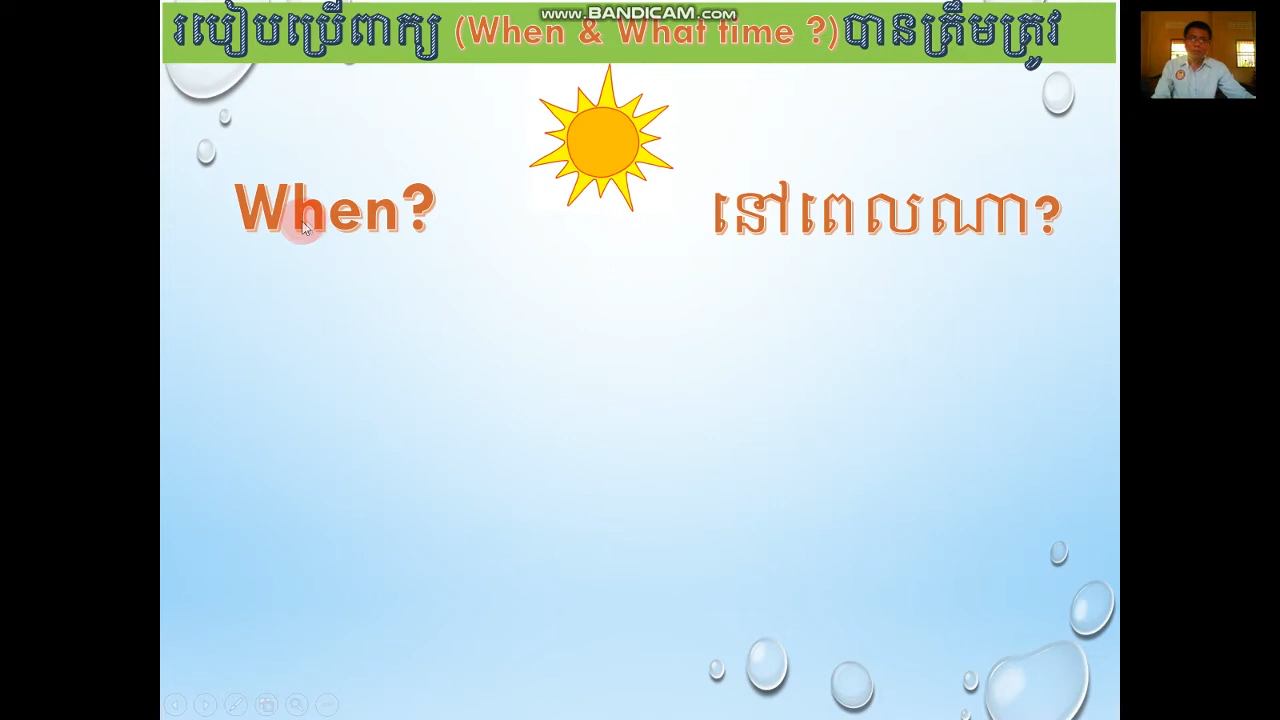 www.BANDICAM.com
របៀបប្រើពាក្យ (When & What time ?)បានត្រឹមត្រូវ
When?
នៅពេលណា?